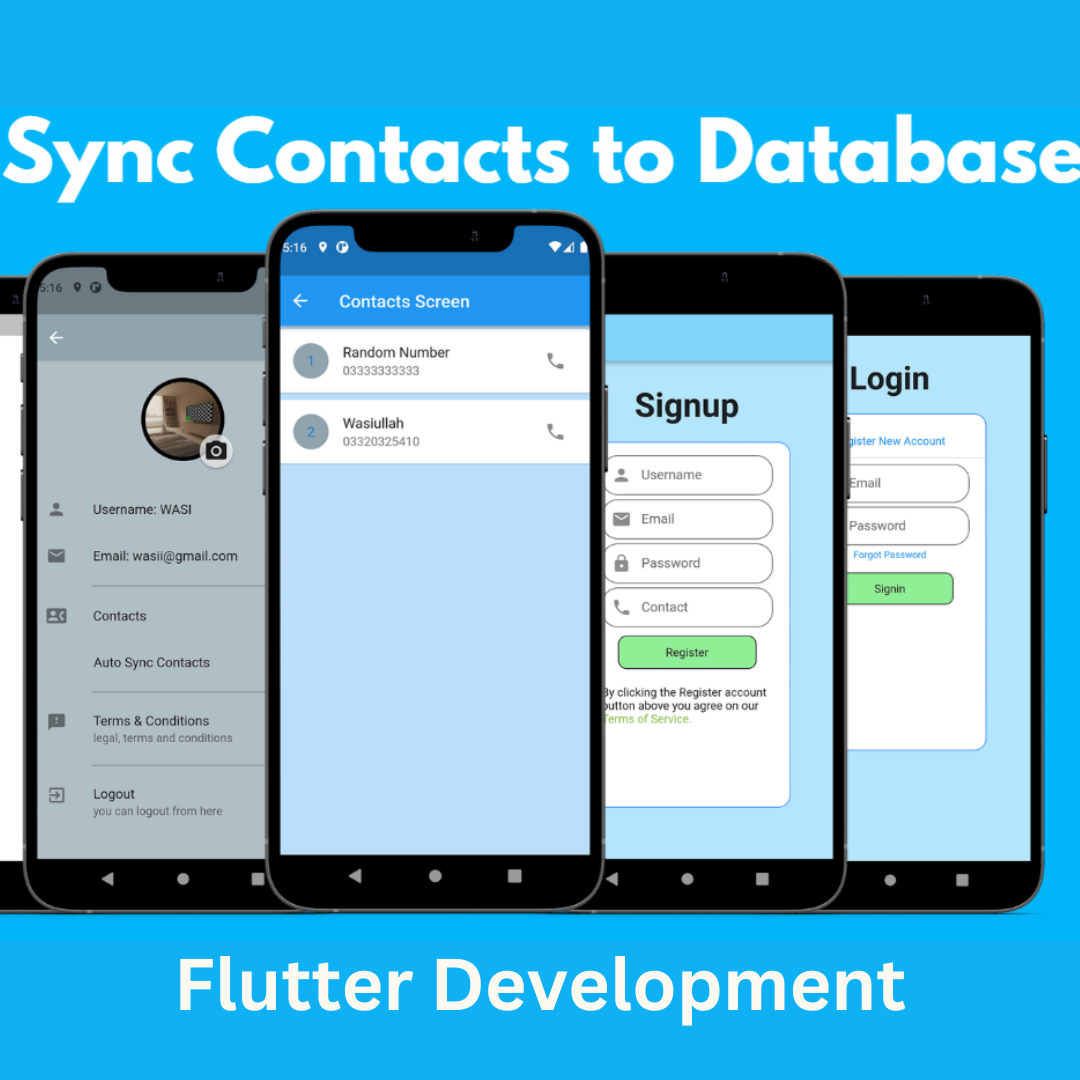 Sync Contacts to Database
5:16
Username: WASI
Email: wasii@gmail.com
Contacts
Auto Sync Contacts
Terms & Conditions
legal, terms and conditions
Logout
you can logout from here
5:16
Contacts Screen
1
Random Number
03333333333
2
Wasiullah
03320325410
Signup
Username
Email
Password
Contact
Register
By clicking the Register account
button above you agree on our
Terms of Service.
Login
gister New Account
Email
Password
Forgot Password
Signin
Flutter Development